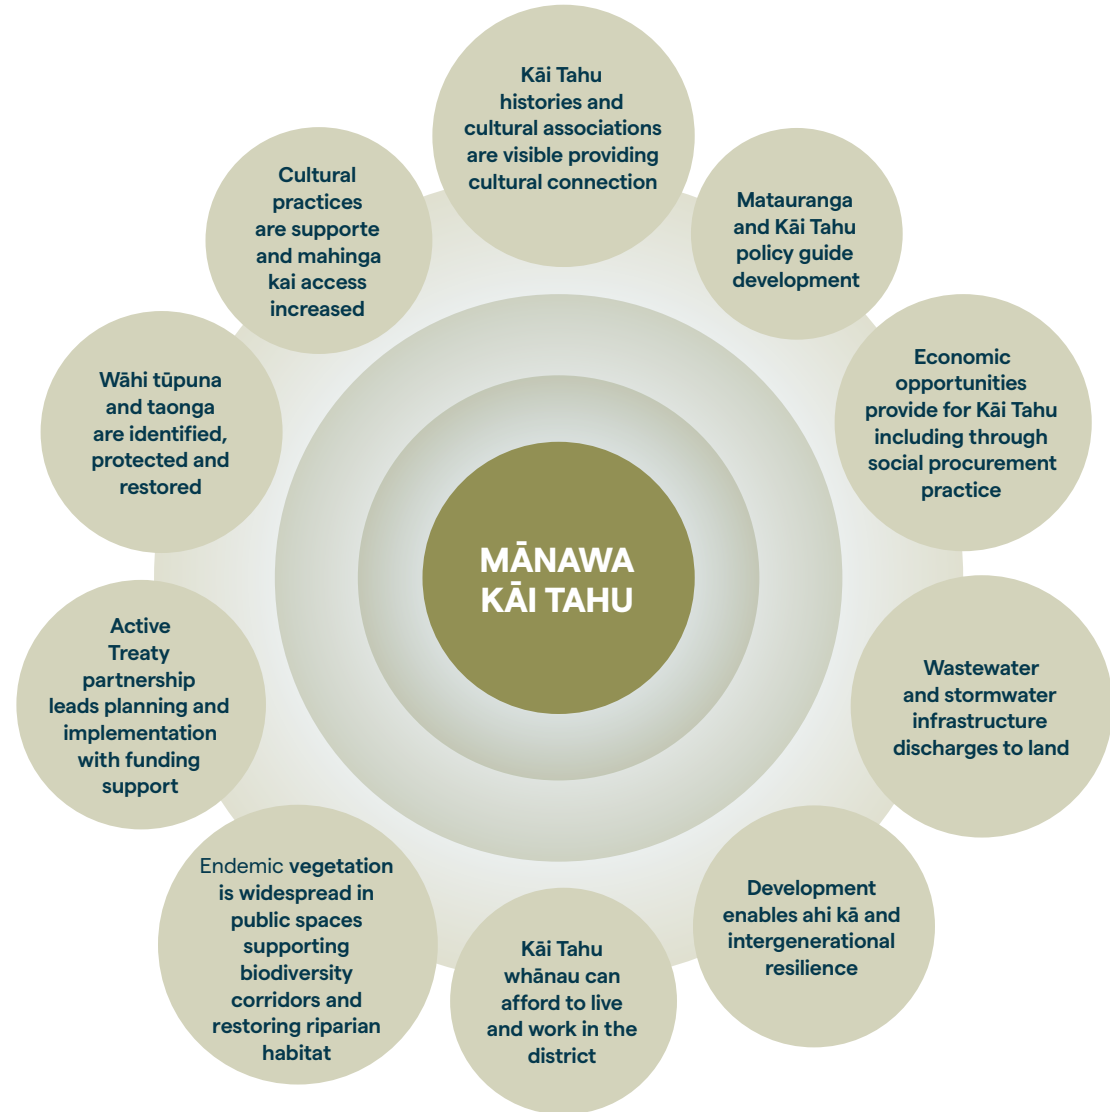 Kāi Tahu
histories and
cultural associations
are visible providing
cultural connection
Matauranga
and Kāi Tahu
policy guide
development
Economic
opportunities
provide for Kāi Tahu
including through
social procurement
practice
Wastewater
and stormwater
infrastructure
discharges to land
Development
enables ahi kā and
intergenerational
resilience
Kāi Tahu
whānau can
afford to live
and work in the
district
Endemic vegetation
is widespread in
public spaces
supporting
biodiversity
corridors and
restoring riparian
habitat
Active
Treaty
partnership
leads planning and
implementation
with funding
support
Wāhi tūpuna
and taonga
are identified,
protected and
restored
Cultural
practices
are supporte
and mahinga
kai access
increased
MĀNAWA
KĀI TAHU